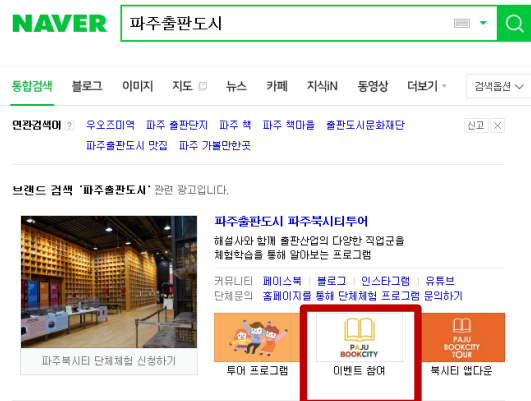 NAVER
파주출판도시
통합검색 블로그 이미지 지도 뉴스 카페 지식iN 동영상 더보기 검색옵션
연관검색어 ? 우오즈미역 파주 출판단지 파주 책 파주 책마을 출판도시문화재단 신고
파주출판도시 맛집 파주 가볼만한곳
브랜드 검색 '파주출판도시' 관련 광고입니다.
파주출판도시 파주북시티투어
해설사와 함께 출판산업의 다양한 직업군을
체험학습을 통해 알아보는 프로그램
커뮤니티 페이스북 블로그 인스타그램 유튜브
단체문의 홈페이지를 통해 단체체험 프로그램 문의하기
파주북시티 단체체험 신청하기
투어 프로그램
PAJU
BOOKCITY
이벤트 참여
PAJU
BOOKCITY
TOUR
북시티 앱다운